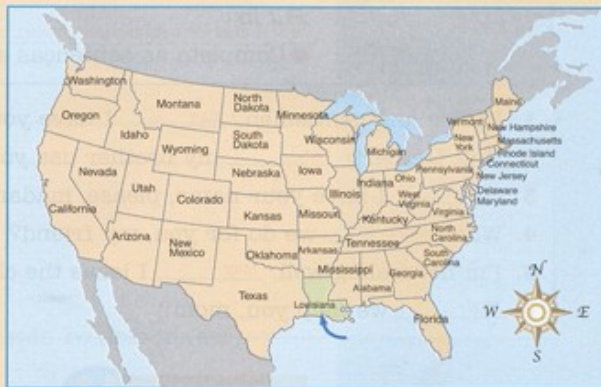 Washington
Montana
North
Dakota
Minnesota
Maine
Oregon
Idaho
Wyoming
South
Dakota
Wisconsin
Michigan
Vermont
New
York
New Hampshire
Massachusetts
Rhode Island
Connecticut
New Jersey
Nevada
Utah
Colorado
Nebraska
Iowa
Illinois
Indiana
Ohio
Pennsylvania
Delaware
Maryland
California
Kansas
Missouri
West
Virginia
Virginia
Kentucky
Arizona
New
Mexico
Oklahoma
Arkansas
Tennessee
North
Carolina
South
Carolina
Texas
Louisiana
Mississippi
Alabama
Georgia
Florida
N
W
E
S